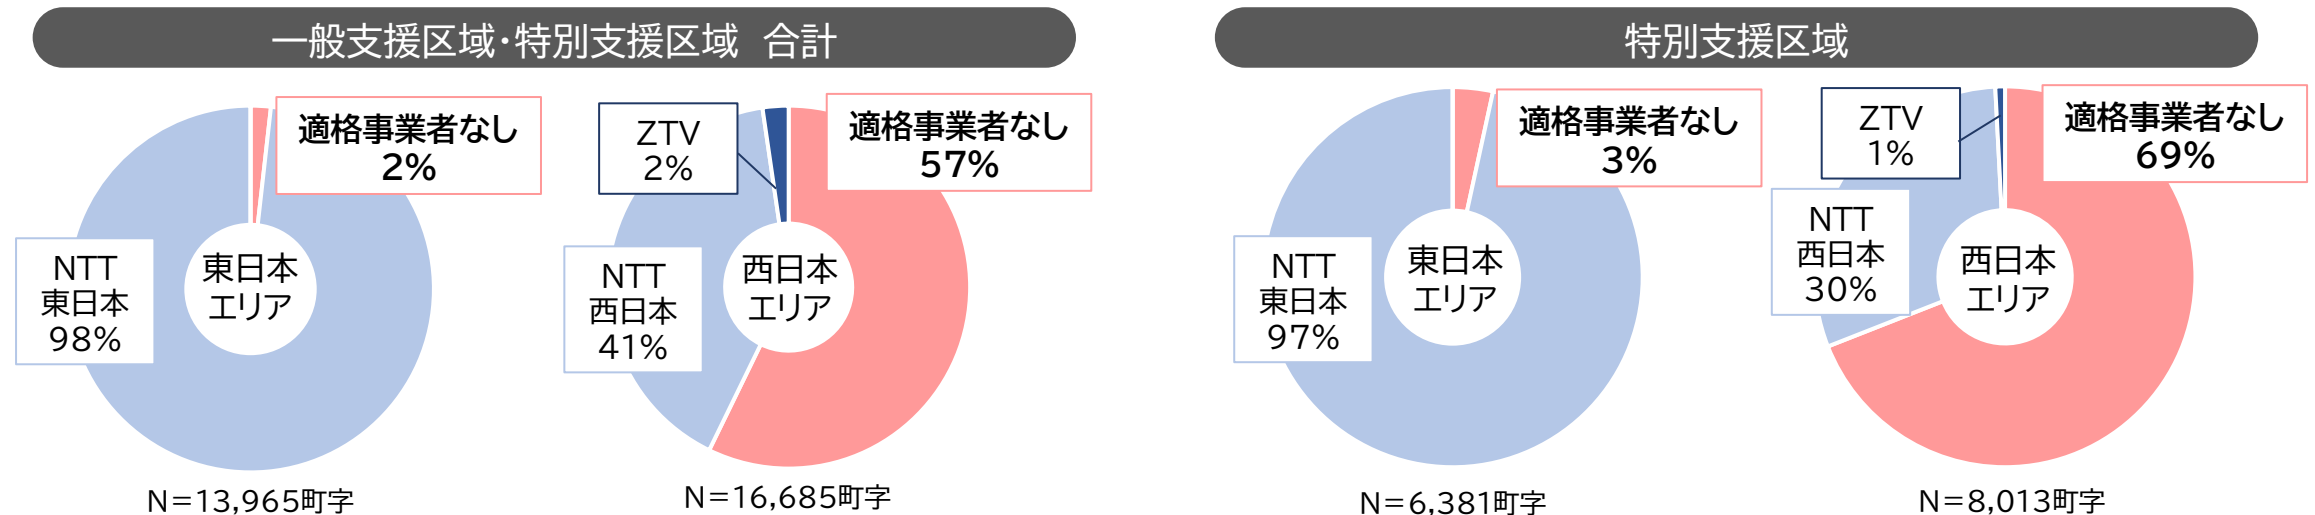 一般支援区域・特別支援区域 合計
適格事業者なし
2%
NTT
東日本
98%
東日本
エリア
N=13,965町字
ZTV
2%
適格事業者なし
57%
NTT
西日本
41%
西日本
エリア
N=16,685町字
特別支援区域
適格事業者なし
3%
NTT
東日本
97%
東日本
エリア
N=6,381町字
ZTV
1%
適格事業者なし
69%
NTT
西日本
30%
西日本
エリア
N=8,013町字